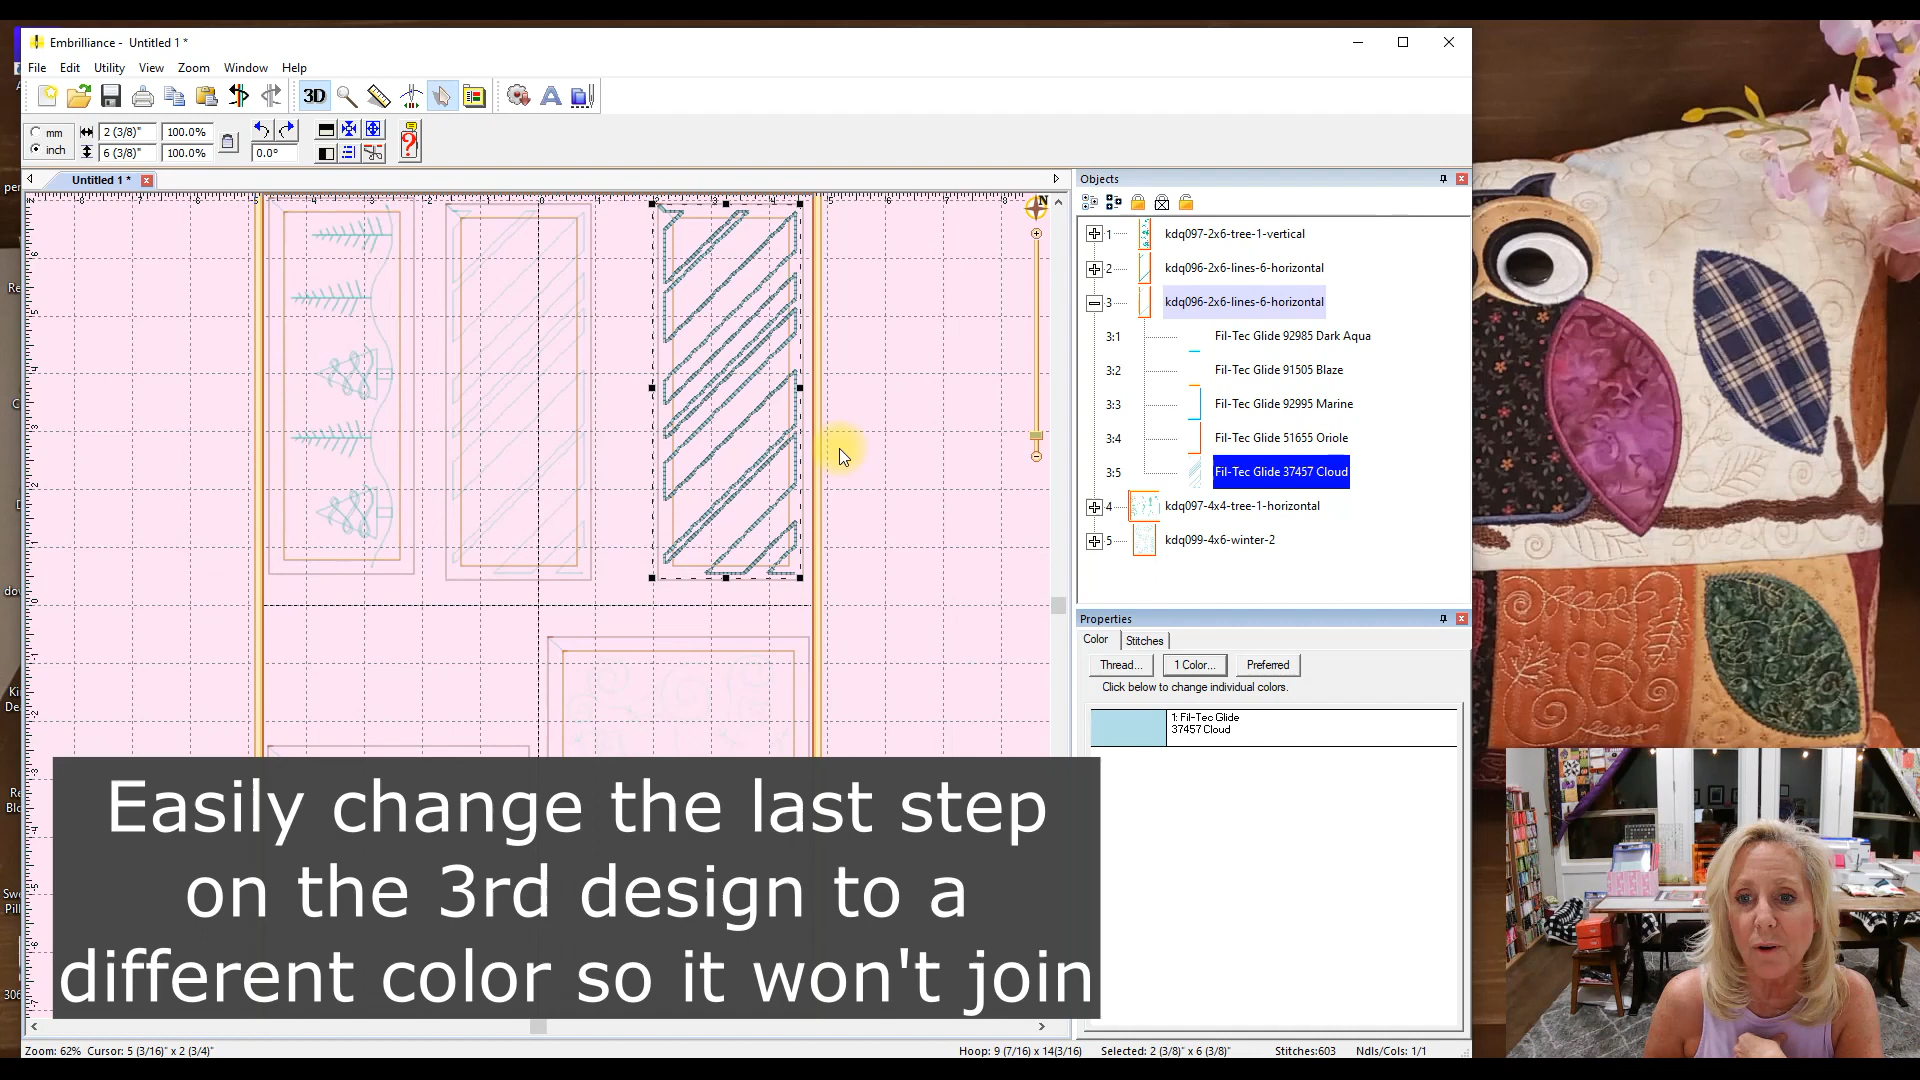 Embrilliance - Untitled 1 *
File Edit Utility View Zoom Window Help
3D
mm
inch
2 (3/8)"
100.0%
6 (3/8)"
100.0%
0.0°
Untitled 1 *
N
Objects
1 kdq097-2x6-tree-1-vertical
2 kdq096-2x6-lines-6-horizontal
3 kdq096-2x6-lines-6-horizontal
3:1 Fil-Tec Glide 92985 Dark Aqua
3:2 Fil-Tec Glide 91505 Blaze
3:3 Fil-Tec Glide 92995 Marine
3:4 Fil-Tec Glide 51655 Oriole
3:5 Fil-Tec Glide 37457 Cloud
4 kdq097-4x4-tree-1-horizontal
5 kdq099-4x6-winter-2
Properties
Color Stitches
Thread... 1 Color... Preferred
Click below to change individual colors.
1: Fil-Tec Glide
37457 Cloud
Easily change the last step
on the 3rd design to a
different color so it won't join
Zoom: 62% Cursor: 5 (3/16)" x 2 (3/4)" Hoop: 9 (7/16) x 14(3/16) Selected: 2 (3/8)" x 6 (3/8)" Stitches:603 Ndls/Cols: 1/1